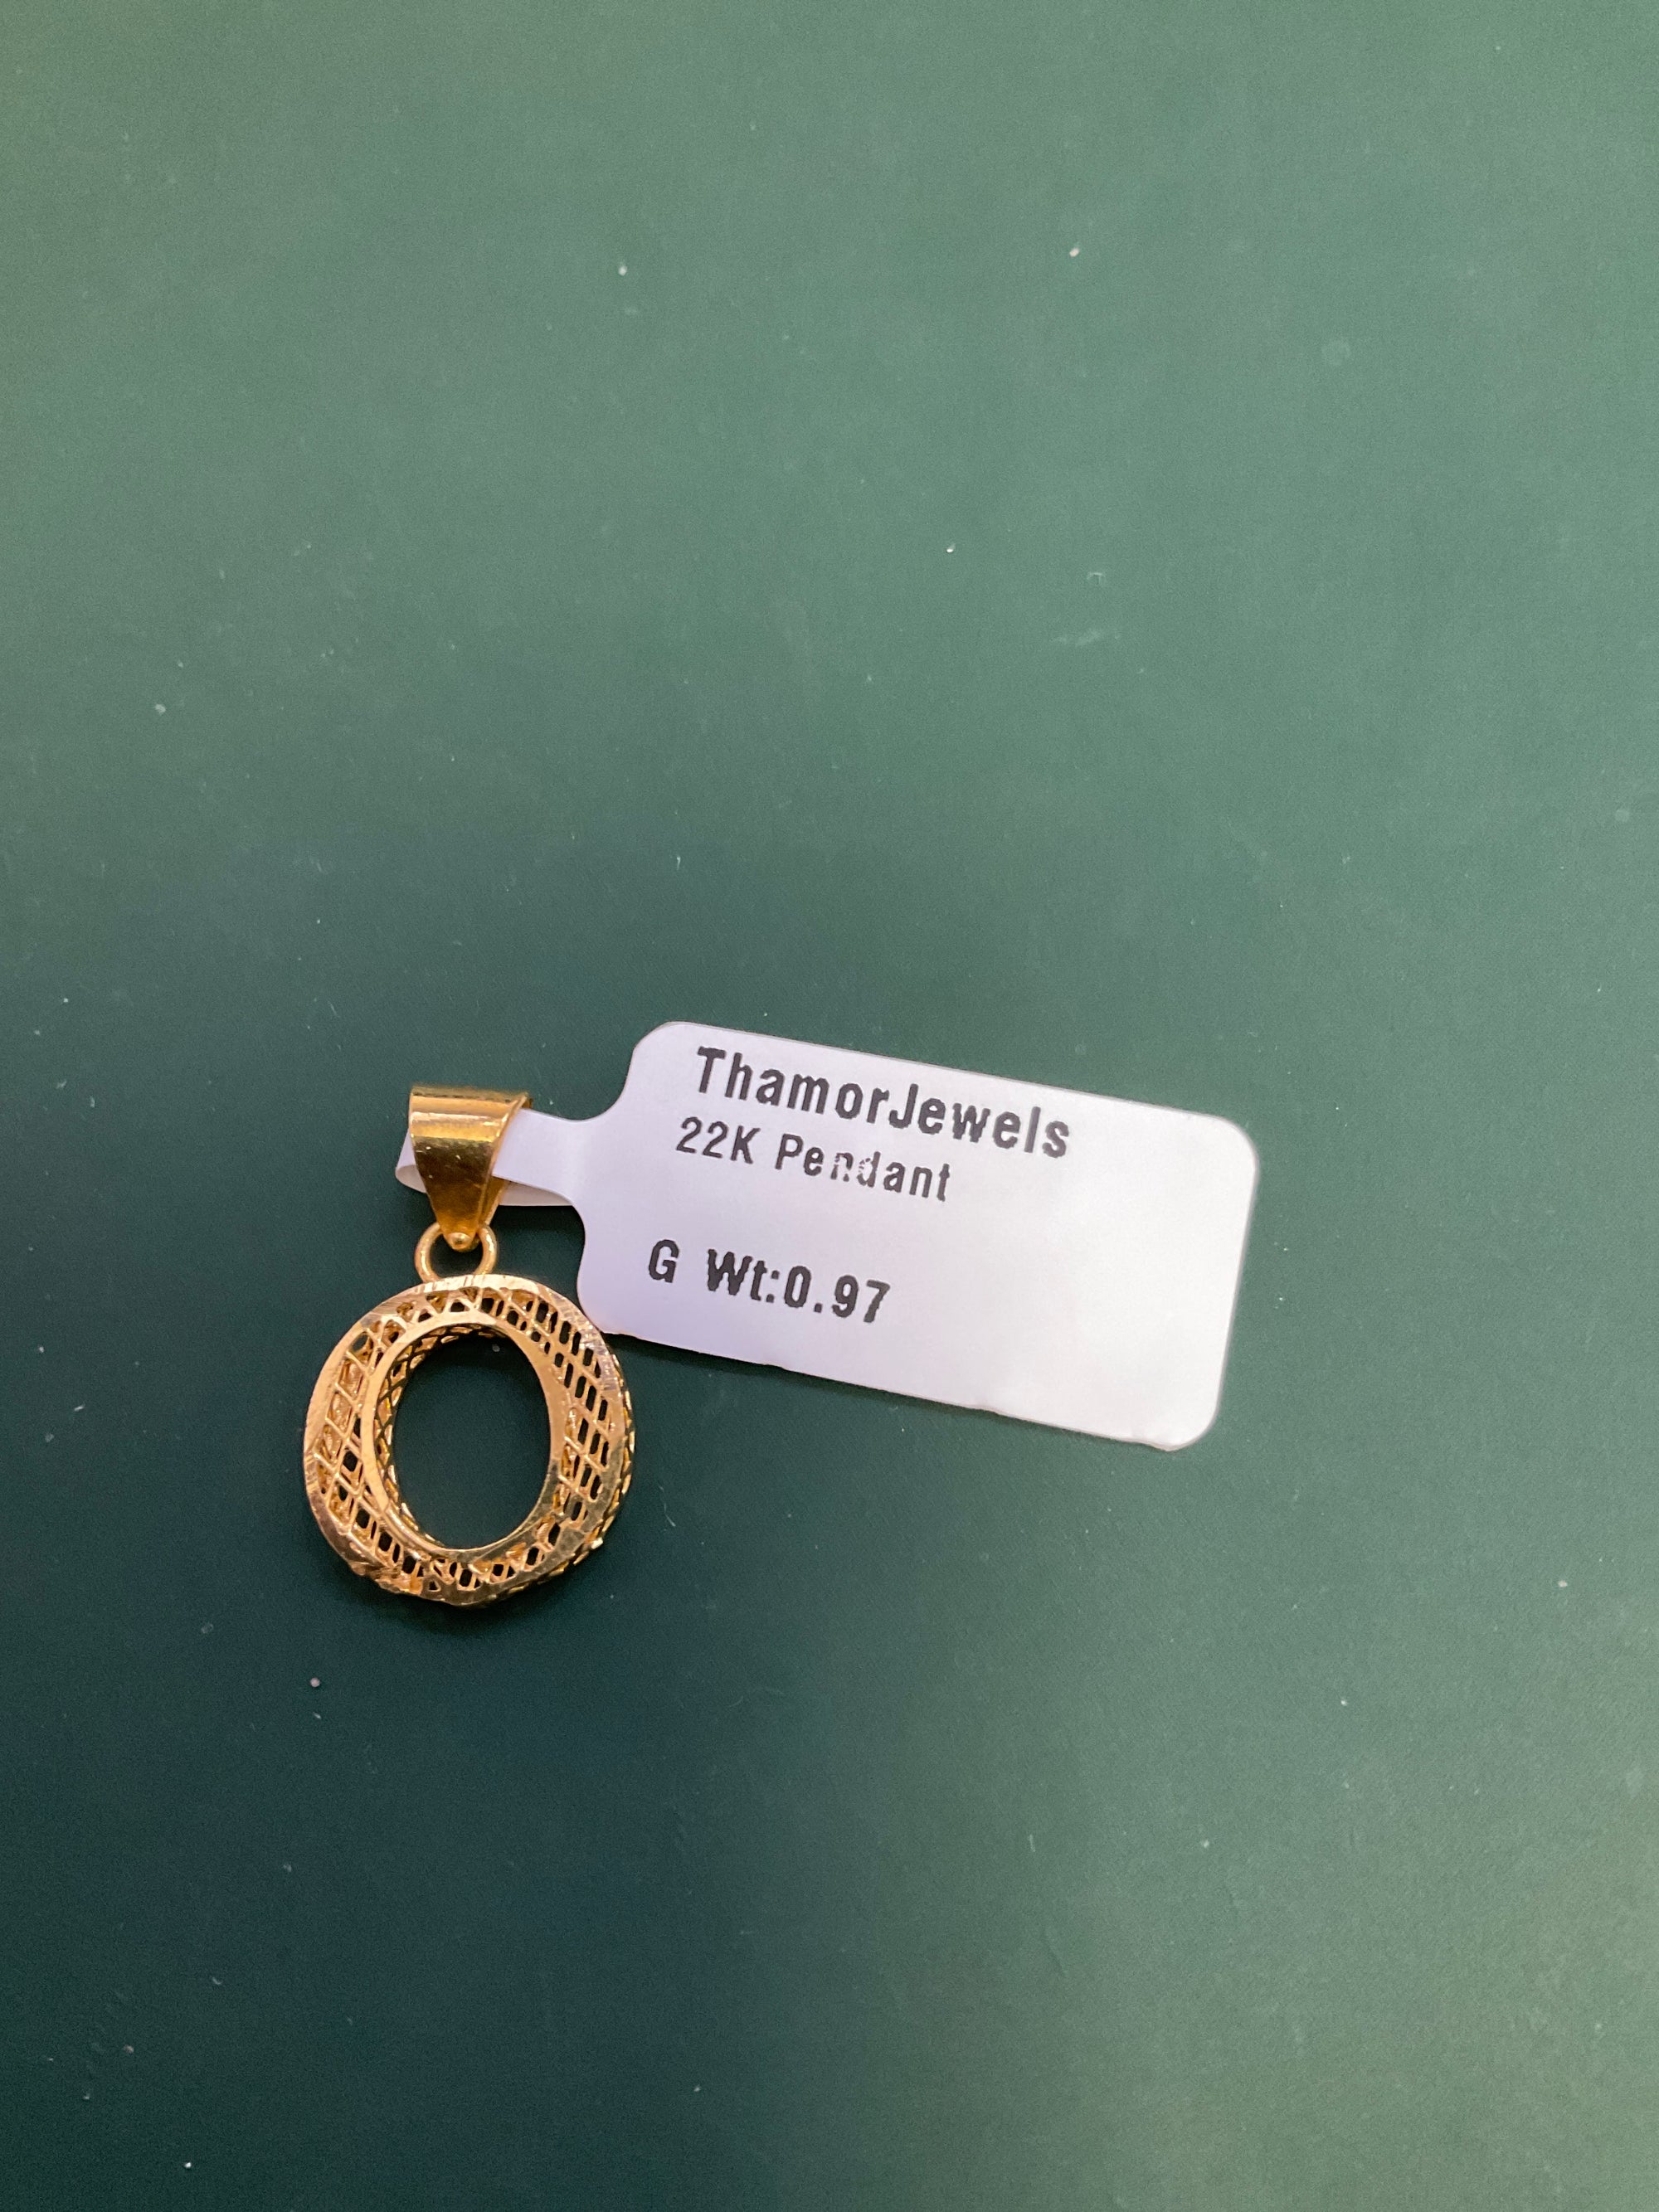 ThamorJewels
22K Pendant
G Wt:0.97